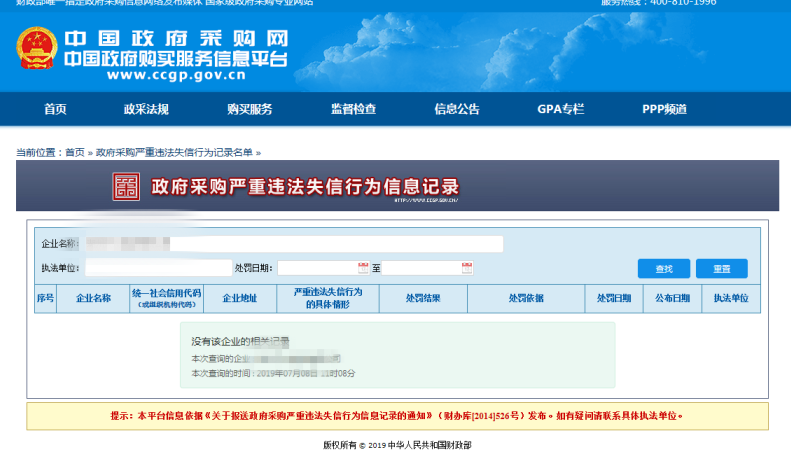 财政部唯一指定政府采购信息网络发布媒体 国家级政府采购专业网站
服务热线：400-810-1996
中国政府采购网
中国政府购买服务信息平台
www.ccgp.gov.cn
首页 政采法规 购买服务 监督检查 信息公告 GPA专栏 PPP频道
当前位置：首页 » 政府采购严重违法失信行为记录名单 »
政府采购严重违法失信行为信息记录
HTTP://WWW.CCGP.GOV.CN/
企业名称：
执法单位： 处罚日期： 至 查找 重置
序号 企业名称 统一社会信用代码 企业地址 严重违法失信行为 处罚结果 处罚依据 处罚日期 公布日期 执法单位
（或组织机构代码） 的具体情形
没有该企业的相关记录
本次查询的企业 司
本次查询的时间：2019年07月08日 11时08分
提示：本平台信息依据《关于报送政府采购严重违法失信行为信息记录的通知》（财办库[2014]526号）发布。如有疑问请联系具体执法单位。
版权所有 © 2019 中华人民共和国财政部